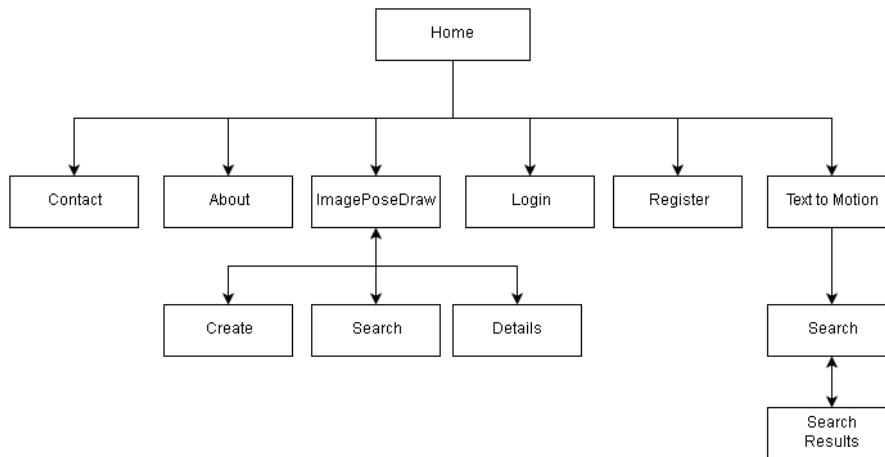 Home
Contact
About
ImagePoseDraw
Login
Register
Text to Motion
Create
Search
Details
Search
Search
Results